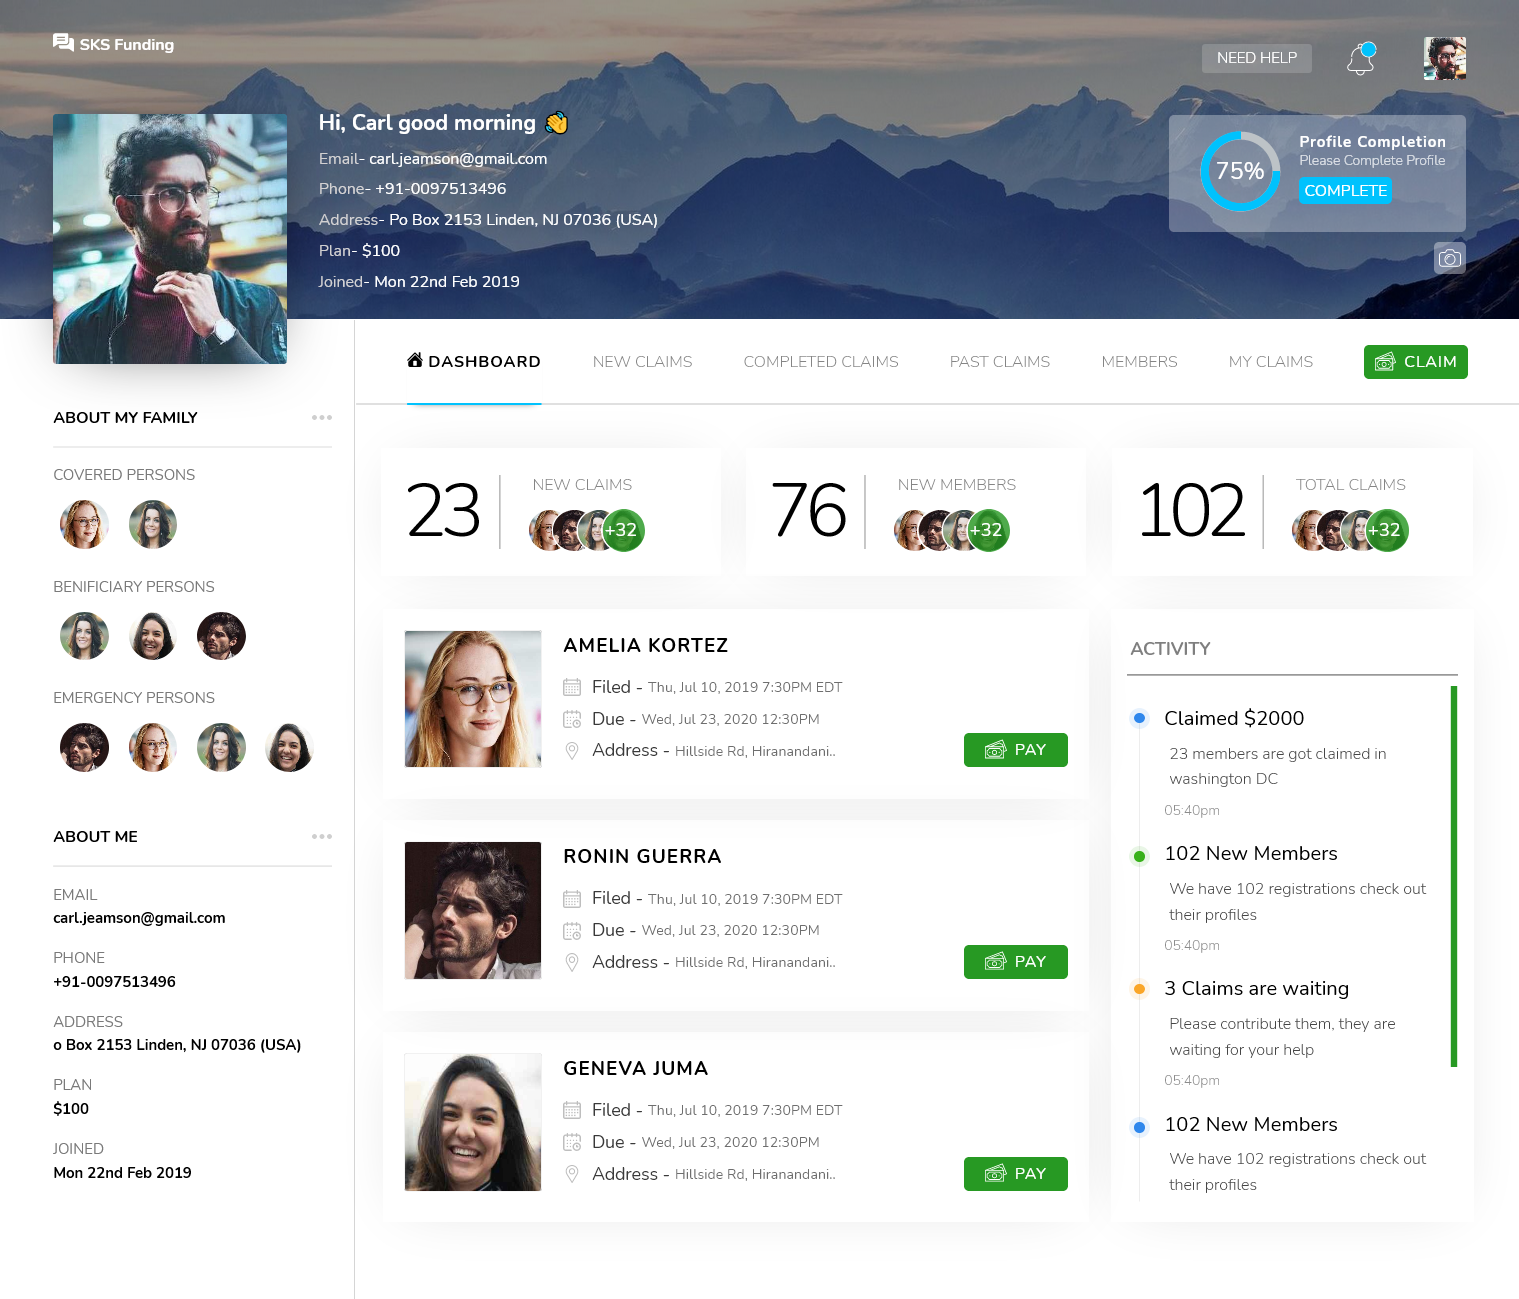 SKS Funding
NEED HELP
Hi, Carl good morning
Email- carl.jeamson@gmail.com
Phone- +91-0097513496
Address- Po Box 2153 Linden, NJ 07036 (USA)
Plan- $100
Joined- Mon 22nd Feb 2019
75%
Profile Completion
Please Complete Profile
COMPLETE
DASHBOARD
NEW CLAIMS
COMPLETED CLAIMS
PAST CLAIMS
MEMBERS
MY CLAIMS
CLAIM
ABOUT MY FAMILY
COVERED PERSONS
BENIFICIARY PERSONS
EMERGENCY PERSONS
ABOUT ME
EMAIL
carl.jeamson@gmail.com
PHONE
+91-0097513496
ADDRESS
o Box 2153 Linden, NJ 07036 (USA)
PLAN
$100
JOINED
Mon 22nd Feb 2019
23
NEW CLAIMS
+32
76
NEW MEMBERS
+32
102
TOTAL CLAIMS
+32
AMELIA KORTEZ
Filed - Thu, Jul 10, 2019 7:30PM EDT
Due - Wed, Jul 23, 2020 12:30PM
Address - Hillside Rd, Hiranandani..
PAY
RONIN GUERRA
Filed - Thu, Jul 10, 2019 7:30PM EDT
Due - Wed, Jul 23, 2020 12:30PM
Address - Hillside Rd, Hiranandani..
PAY
GENEVA JUMA
Filed - Thu, Jul 10, 2019 7:30PM EDT
Due - Wed, Jul 23, 2020 12:30PM
Address - Hillside Rd, Hiranandani..
PAY
ACTIVITY
Claimed $2000
23 members are got claimed in
washington DC
05:40pm
102 New Members
We have 102 registrations check out
their profiles
05:40pm
3 Claims are waiting
Please contribute them, they are
waiting for your help
05:40pm
102 New Members
We have 102 registrations check out
their profiles